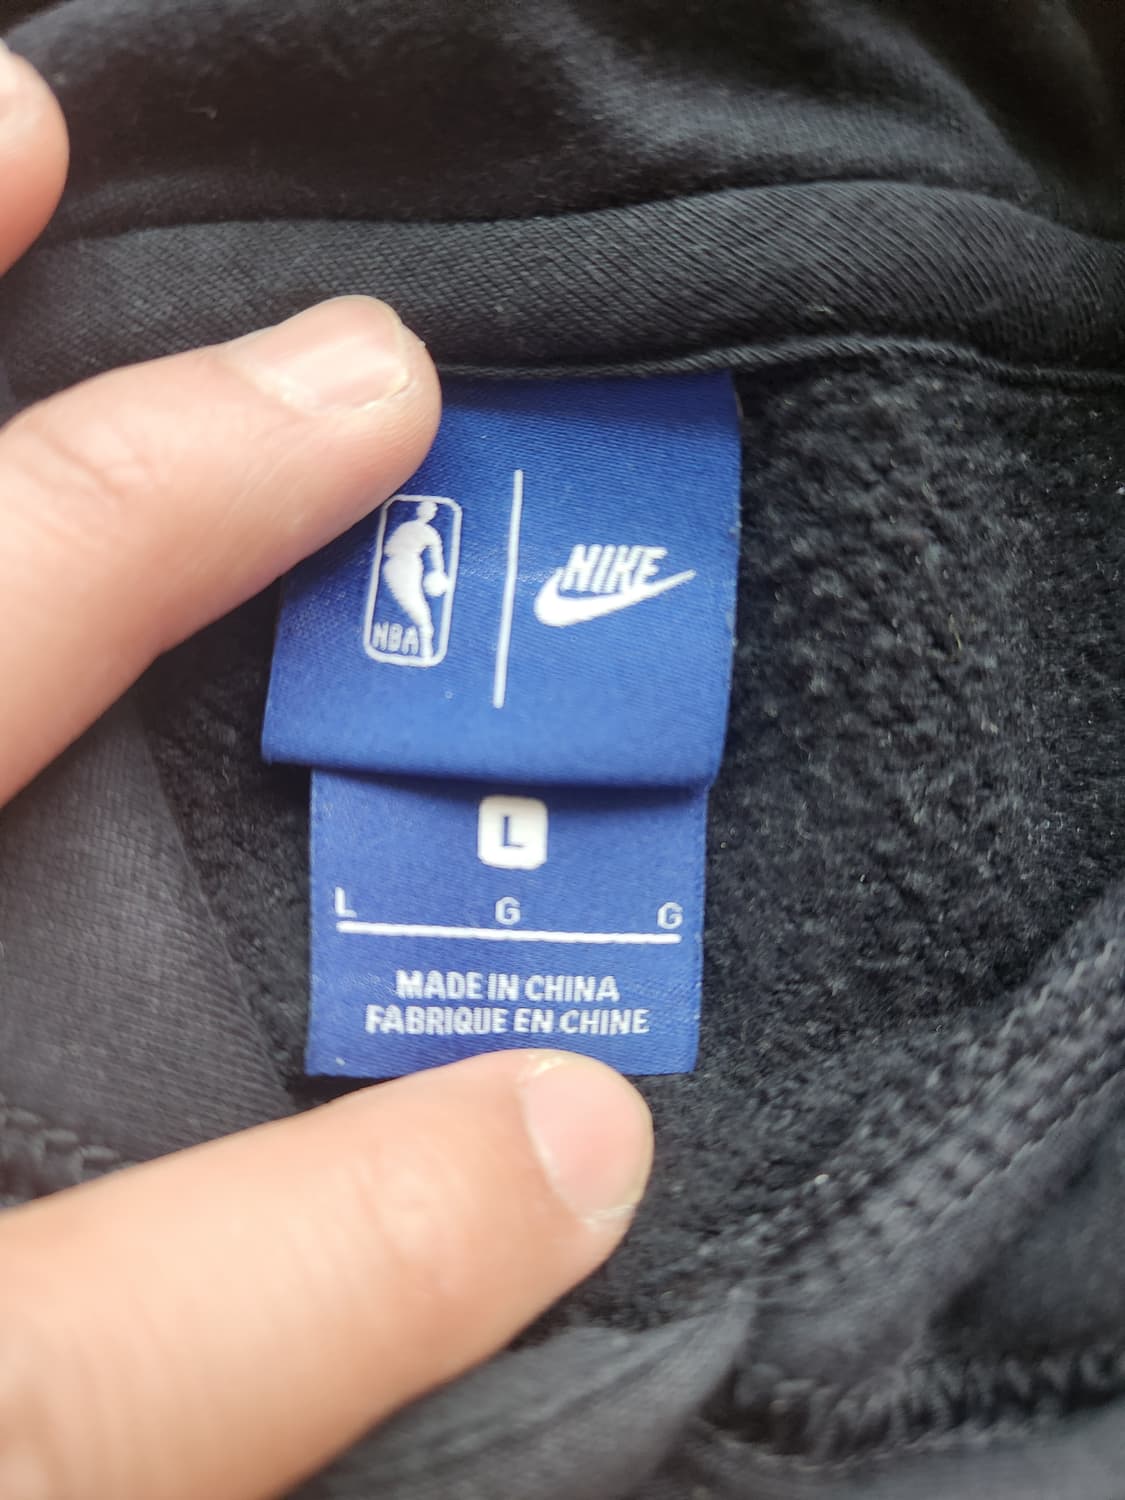 NBA
NIKE
L
L G G
MADE IN CHINA
FABRIQUE EN CHINE